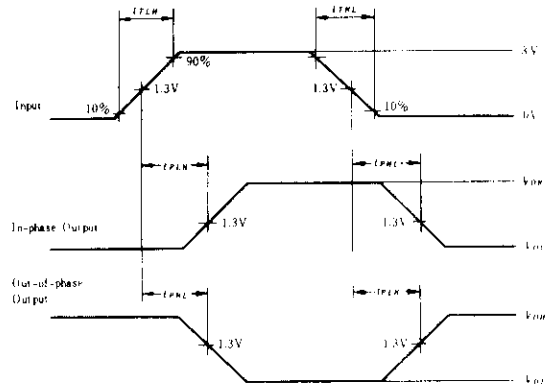 tTLH
tTHL
3V
90%
1.3V
1.3V
Input
10%
10%
0V
tPLH
tPHL
VOH
In-phase Output
1.3V
1.3V
VOL
Out-of-phase
Output
tPHL
tPLH
VOH
1.3V
1.3V
VOL